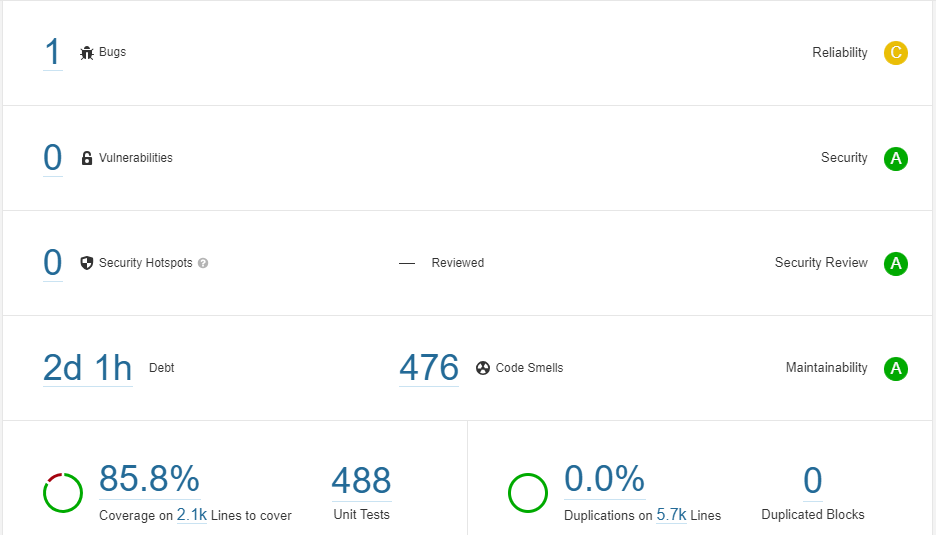 1 Bugs Reliability C
0 Vulnerabilities Security A
0 Security Hotspots ? — Reviewed Security Review A
2d 1h Debt 476 Code Smells Maintainability A
85.8%
Coverage on 2.1k Lines to cover
488
Unit Tests
0.0%
Duplications on 5.7k Lines
0
Duplicated Blocks